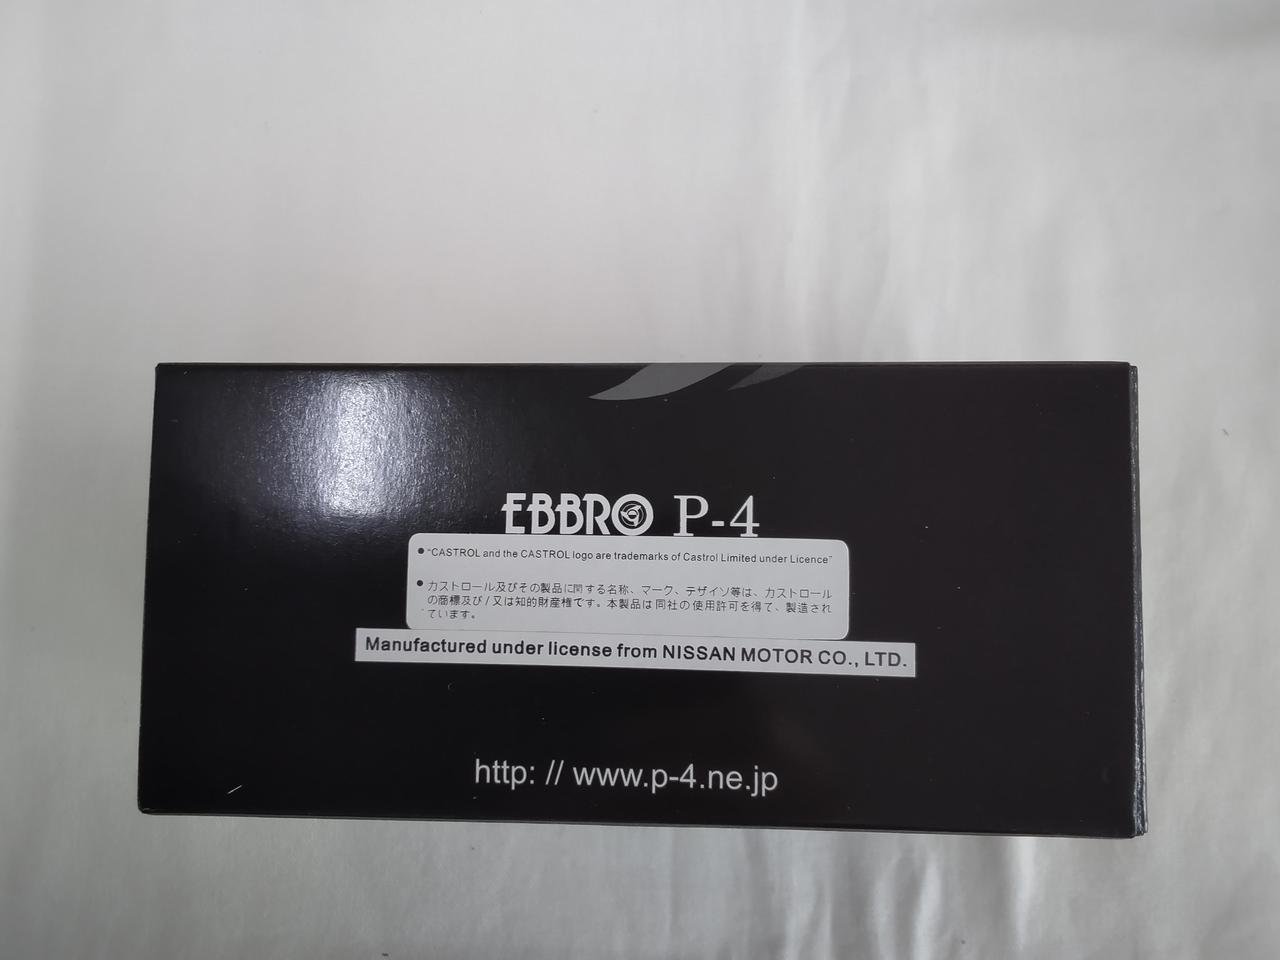 EBBRO P-4
● "CASTROL and the CASTROL logo are trademarks of Castrol Limited under Licence"
● カストロール及びその製品に関する名称、マーク、デザイソ等は、カストロール
の商標及び/又は知的財産権です。本製品は同社の使用許可を得て、製造され
ています。
Manufactured under license from NISSAN MOTOR CO., LTD.
http: // www.p-4.ne.jp